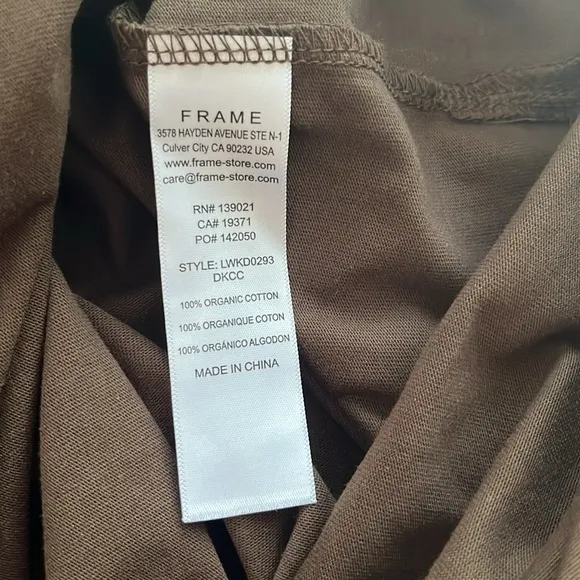 FRAME
3578 HAYDEN AVENUE STE N-1
Culver City CA 90232 USA
www.frame-store.com
care@frame-store.com
RN# 139021
CA# 19371
PO# 142050
STYLE: LWKD0293
DKCC
100% ORGANIC COTTON
100% ORGANIQUE COTON
100% ORGÁNICO ALGODON
MADE IN CHINA